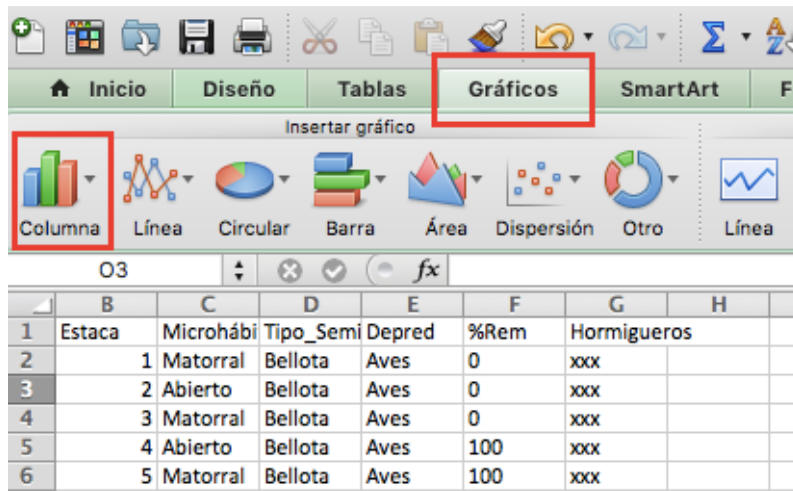 Inicio Diseño Tablas Gráficos SmartArt F
Insertar gráfico
Columna Línea Circular Barra Área Dispersión Otro Línea
O3 fx
B C D E F G H
1 Estaca Microhábi Tipo_Semi Depred %Rem Hormigueros
2 1 Matorral Bellota Aves 0 xxx
3 2 Abierto Bellota Aves 0 xxx
4 3 Matorral Bellota Aves 0 xxx
5 4 Abierto Bellota Aves 100 xxx
6 5 Matorral Bellota Aves 100 xxx